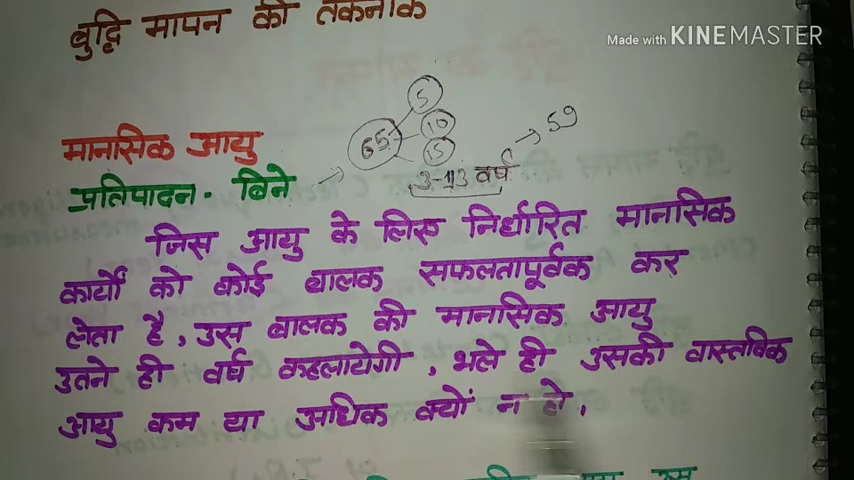 बुद्धि मापन की तकनीक
Made with KINEMASTER
मानसिक आयु
5
65
10
15
प्रतिपादन - बिने
3-13 वर्ष
59
जिस आयु के लिए निर्धारित मानसिक
कार्यों को कोई बालक सफलतापूर्वक कर
लेता है, उस बालक की मानसिक आयु
उतने ही वर्ष कहलायेगी, भले ही उसकी वास्तविक
आयु कम या अधिक क्यों न हो.